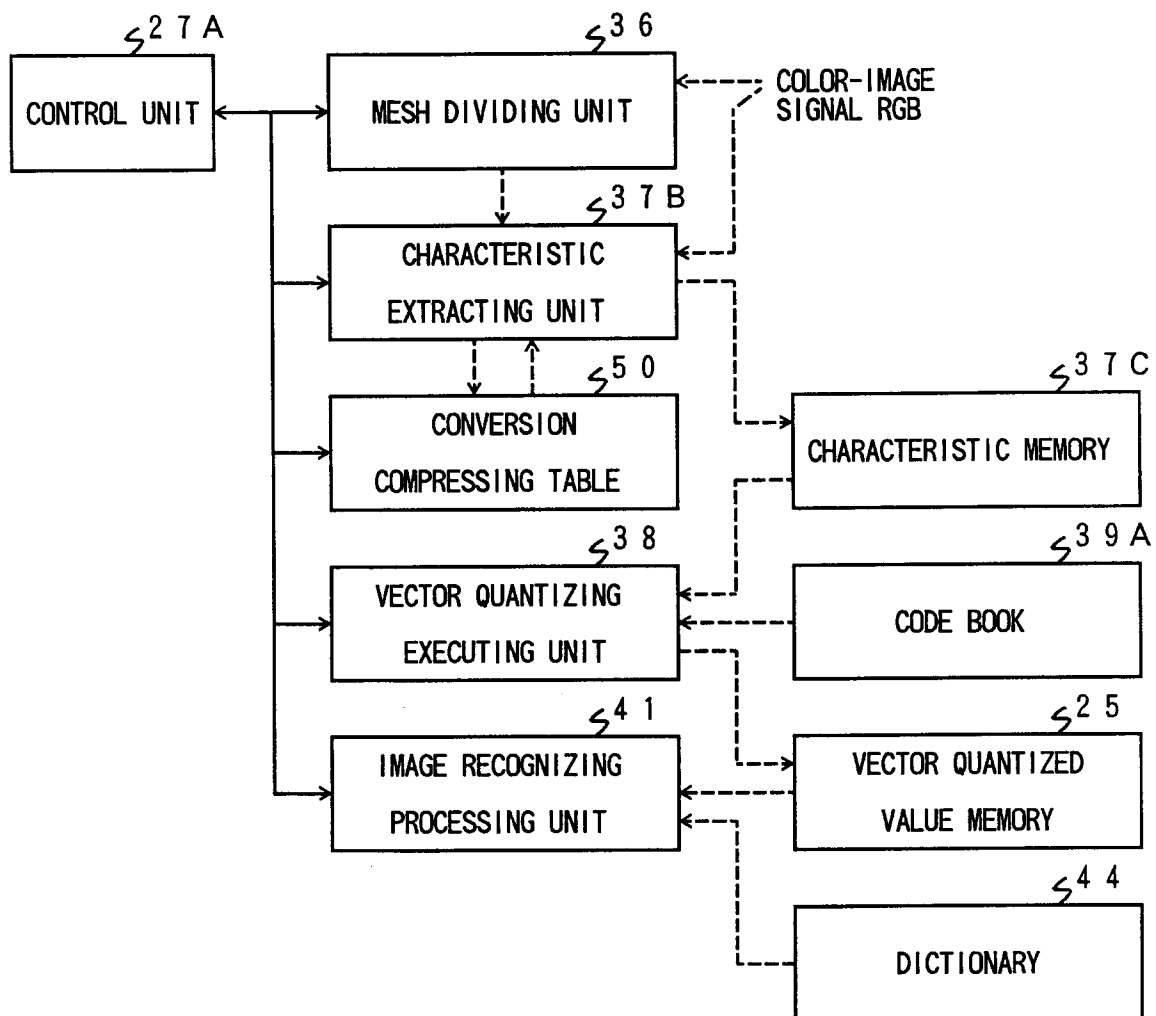 27A
CONTROL UNIT
36
MESH DIVIDING UNIT
COLOR-IMAGE
SIGNAL RGB
37B
CHARACTERISTIC
EXTRACTING UNIT
50
CONVERSION
COMPRESSING TABLE
37C
CHARACTERISTIC MEMORY
38
VECTOR QUANTIZING
EXECUTING UNIT
39A
CODE BOOK
41
IMAGE RECOGNIZING
PROCESSING UNIT
25
VECTOR QUANTIZED
VALUE MEMORY
44
DICTIONARY